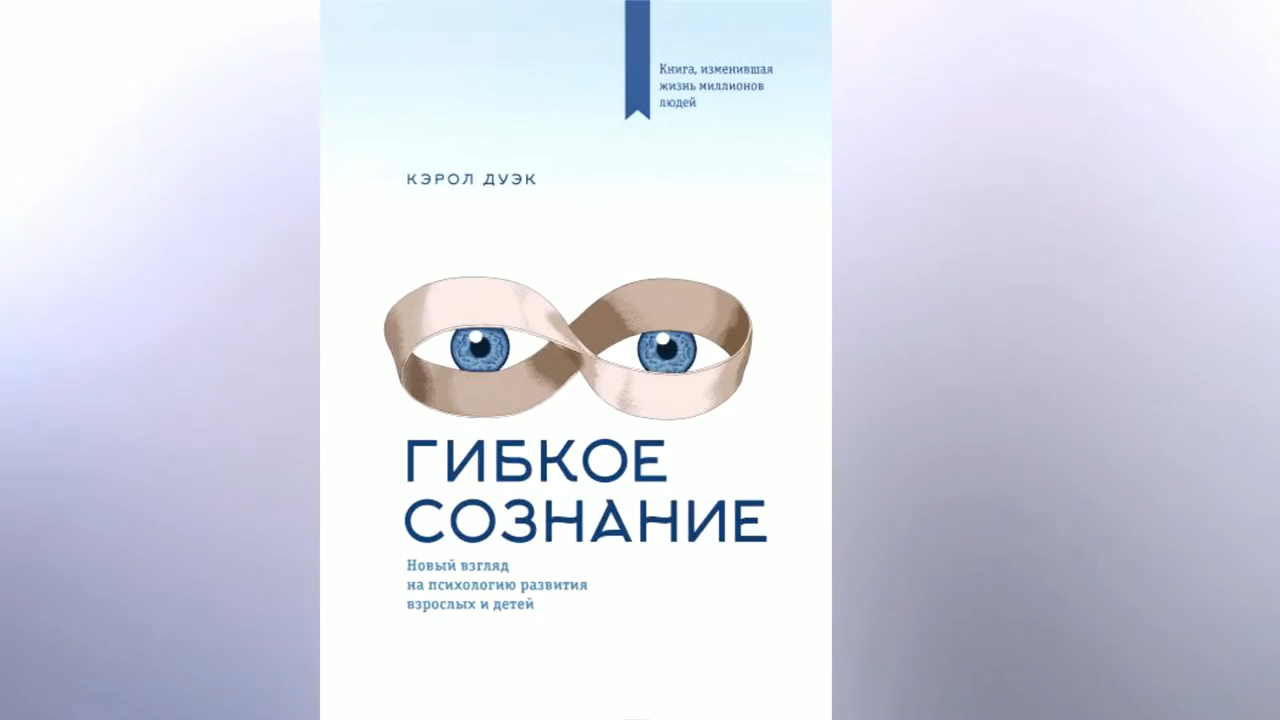 Книга, изменившая
жизнь миллионов
людей
КЭРОЛ ДУЭК
ГИБКОЕ
СОЗНАНИЕ
Новый взгляд
на психологию развития
взрослых и детей